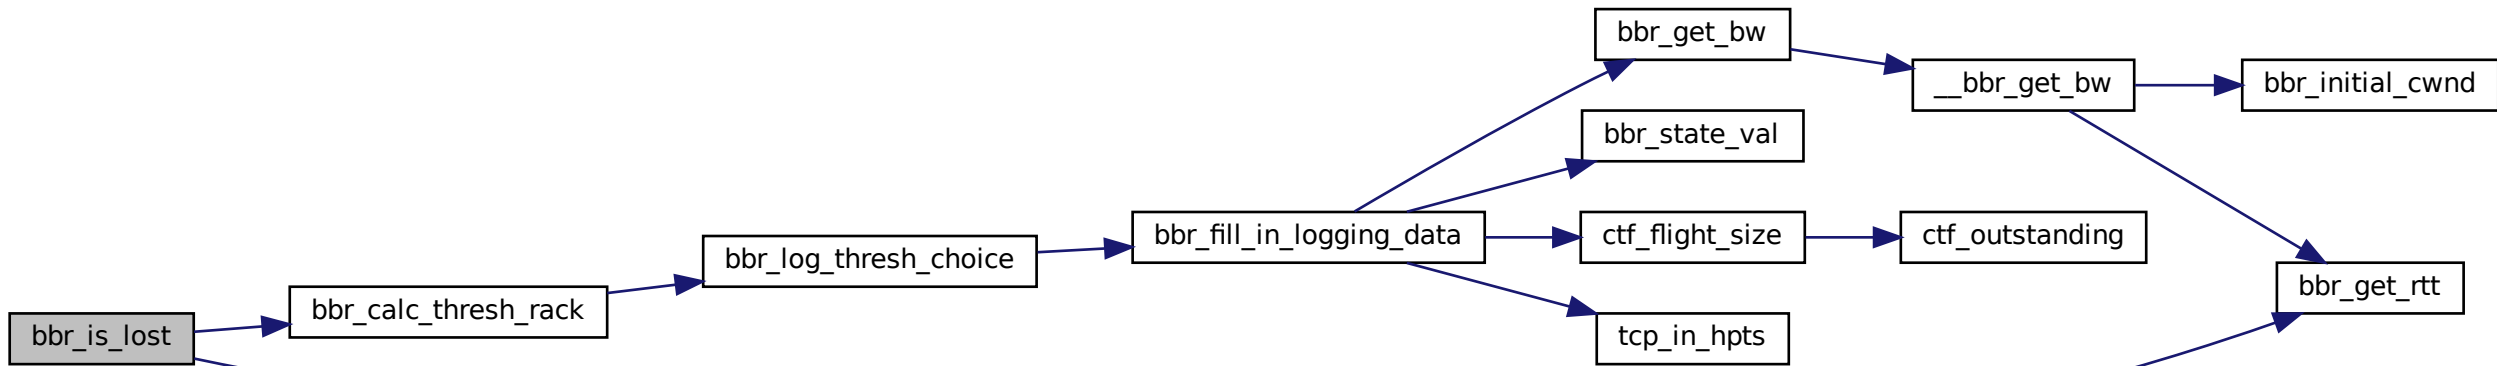 bbr_get_bw
__bbr_get_bw
bbr_initial_cwnd
bbr_state_val
bbr_fill_in_logging_data
ctf_flight_size
ctf_outstanding
bbr_log_thresh_choice
bbr_get_rtt
bbr_calc_thresh_rack
bbr_is_lost
tcp_in_hpts